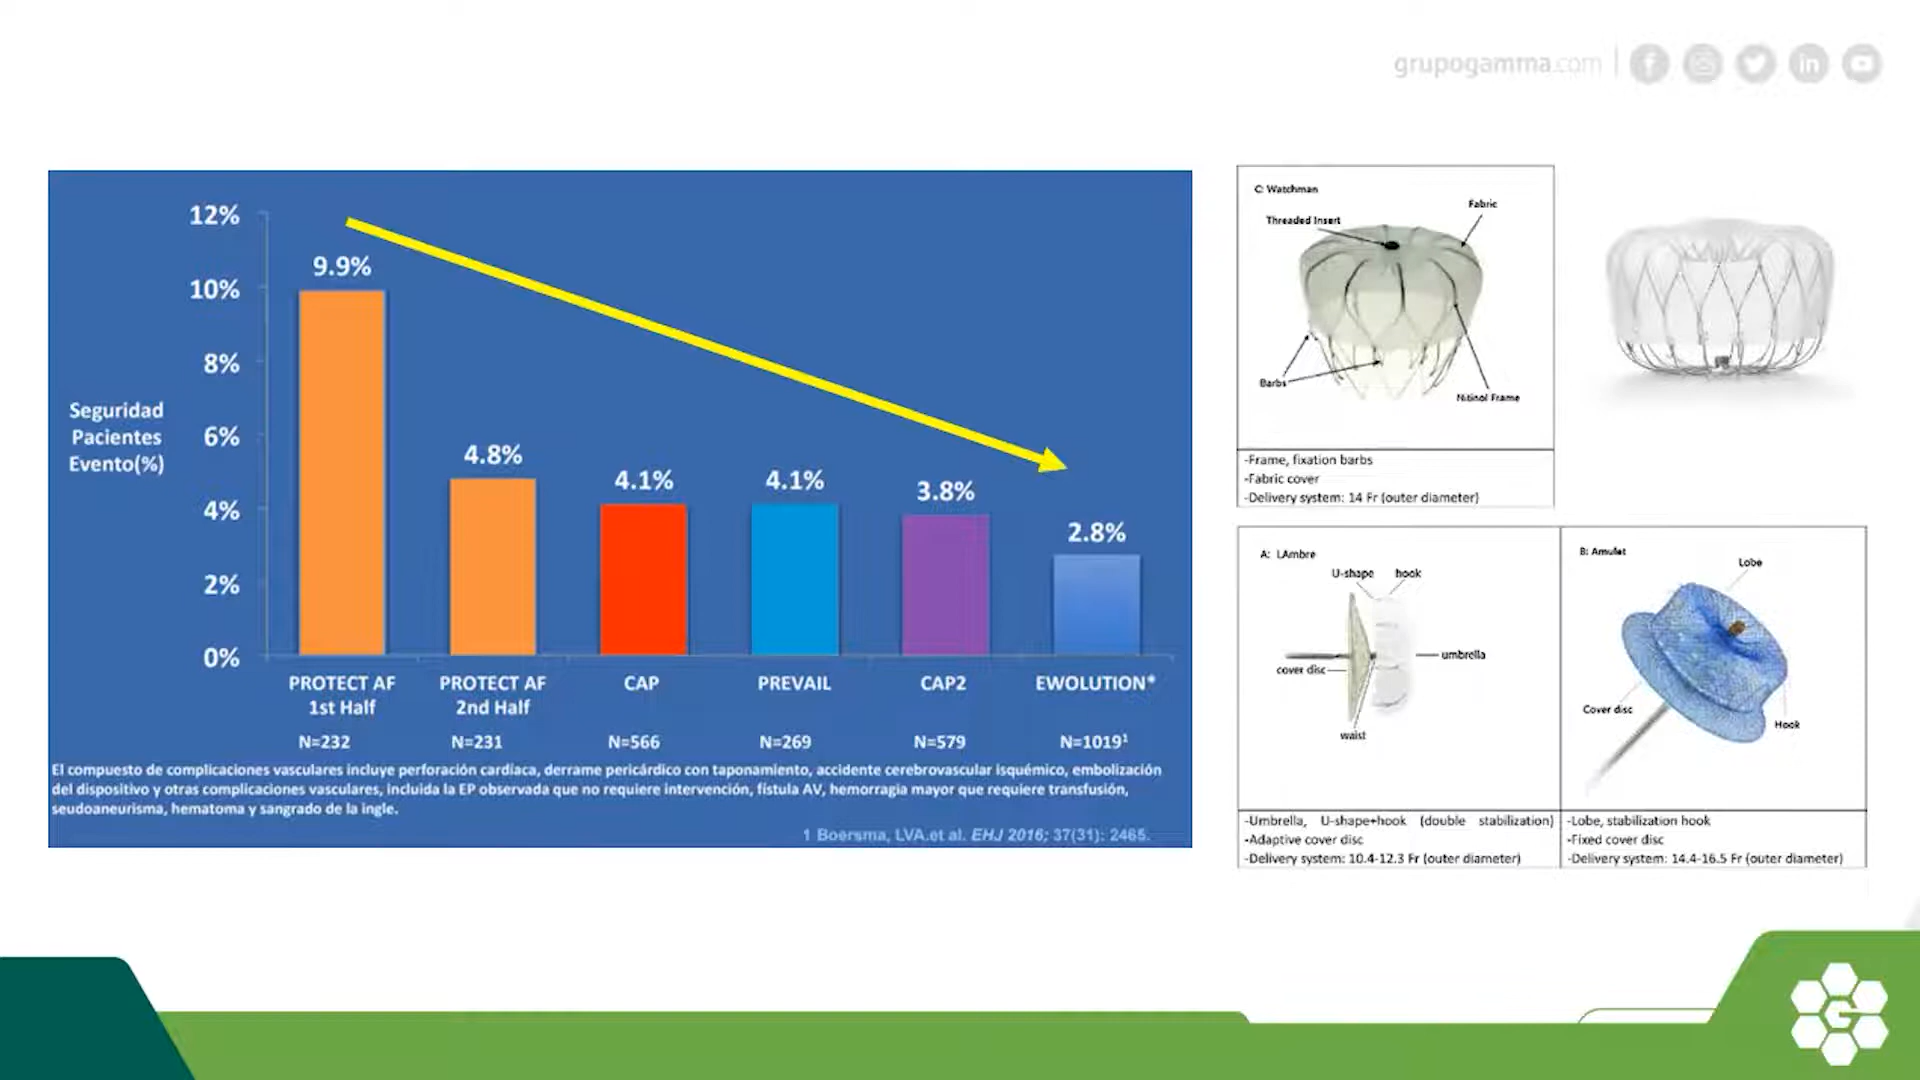 grupogamma.com
12%
10%
8%
6%
4%
2%
0%
Seguridad
Pacientes
Evento(%)
9.9%
4.8%
4.1%
4.1%
3.8%
2.8%
PROTECT AF
1st Half
PROTECT AF
2nd Half
CAP
PREVAIL
CAP2
EWOLUTION*
N=232
N=231
N=566
N=269
N=579
N=1019¹
El compuesto de complicaciones vasculares incluye perforación cardíaca, derrame pericárdico con taponamiento, accidente cerebrovascular isquémico, embolización
del dispositivo y otras complicaciones vasculares, incluida la EP observada que no requiere intervención, fístula AV, hemorragia mayor que requiere transfusión,
seudoaneurisma, hematoma y sangrado de la ingle.
1 Boersma, LVA.et al. EHJ 2016; 37(31): 2465.
C: Watchman
Threaded Insert
Fabric
Barbs
Nitinol Frame
-Frame, fixation barbs
-Fabric cover
-Delivery system: 14 Fr (outer diameter)
A: LAmbre
U-shape
hook
cover disc
umbrella
waist
-Umbrella, U-shape+hook (double stabilization)
-Adaptive cover disc
-Delivery system: 10.4-12.3 Fr (outer diameter)
B: Amulet
Lobe
Cover disc
Hook
-Lobe, stabilization hook
-Fixed cover disc
-Delivery system: 14.4-16.5 Fr (outer diameter)